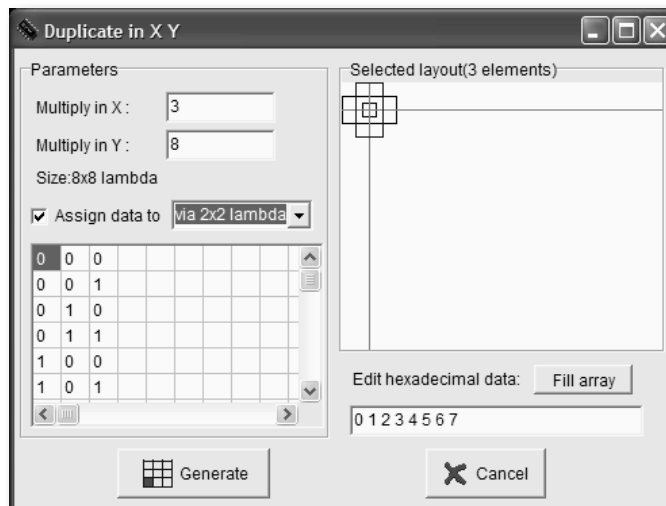 Duplicate in X Y
Parameters
Multiply in X : 3
Multiply in Y : 8
Size:8x8 lambda
Assign data to via 2x2 lambda
0 0 0
0 0 1
0 1 0
0 1 1
1 0 0
1 0 1
Generate
Selected layout(3 elements)
Edit hexadecimal data: Fill array
0 1 2 3 4 5 6 7
Cancel